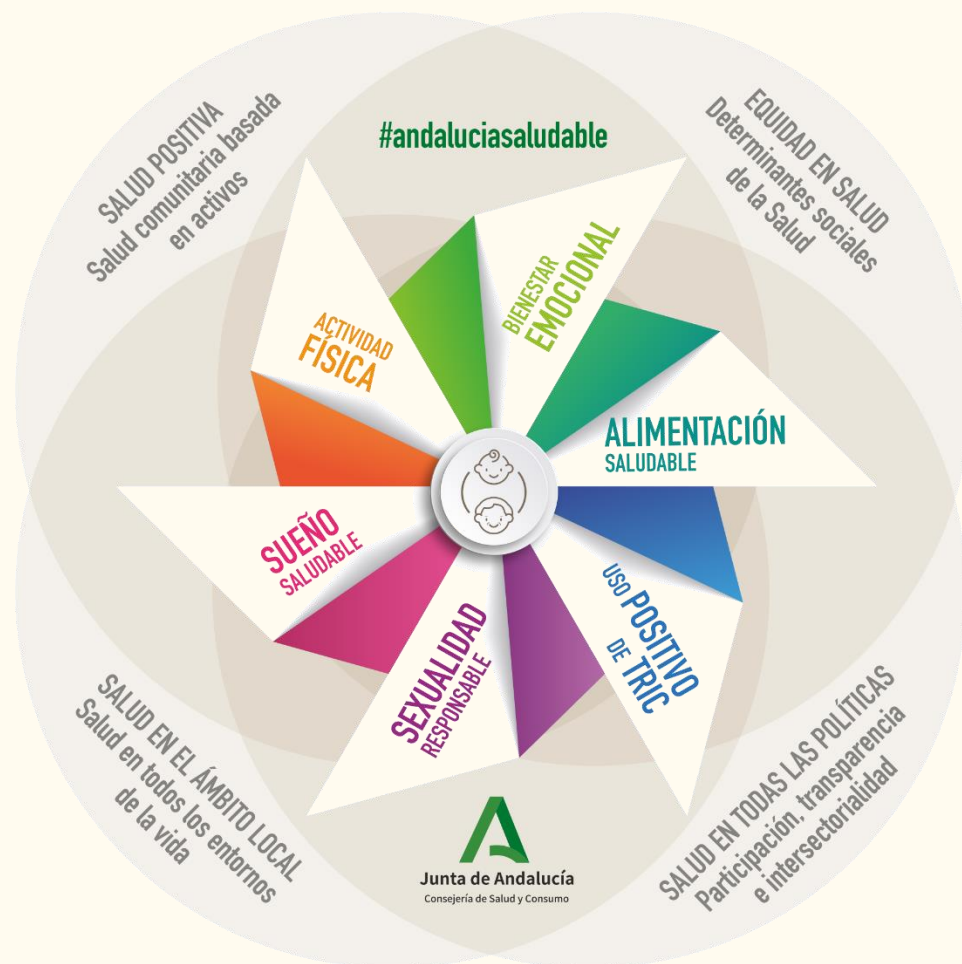 #andaluciasaludable
SALUD POSITIVA
Salud comunitaria basada
en activos
EQUIDAD EN SALUD
Determinantes sociales
de la Salud
BIENESTAR
EMOCIONAL
ACTIVIDAD
FÍSICA
ALIMENTACIÓN
SALUDABLE
SUEÑO
SALUDABLE
USO POSITIVO
DE TRIC
SEXUALIDAD
RESPONSABLE
SALUD EN EL ÁMBITO LOCAL
Salud en todos los entornos
de la vida
SALUD EN TODAS LAS POLÍTICAS
Participación, transparencia
e intersectorialidad
Junta de Andalucía
Consejería de Salud y Consumo